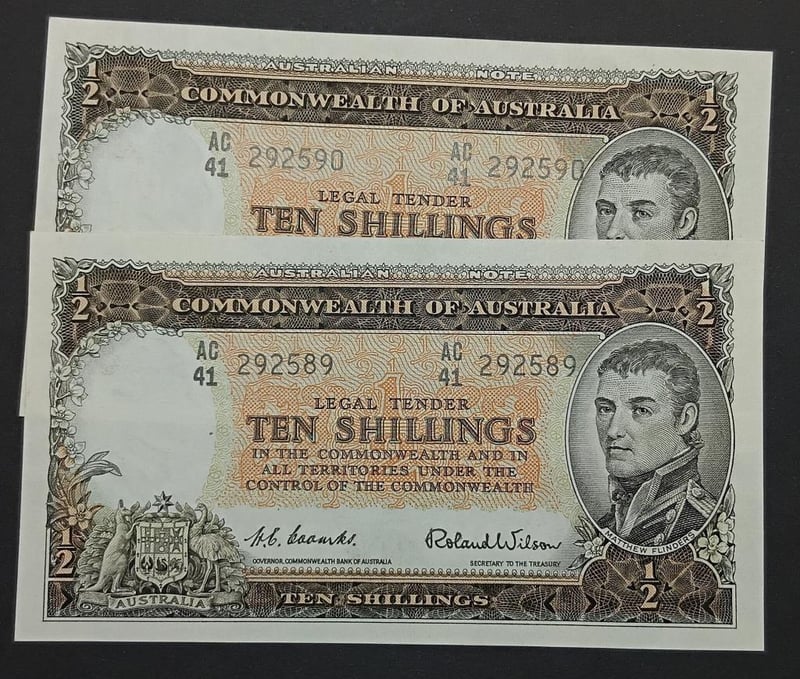 AUSTRALIAN NOTE
1/2 COMMONWEALTH OF AUSTRALIA 1/2
AC 41 292590 AC 41 292590
LEGAL TENDER
TEN SHILLINGS
AUSTRALIAN NOTE
1/2 COMMONWEALTH OF AUSTRALIA 1/2
AC 41 292589 AC 41 292589
LEGAL TENDER
TEN SHILLINGS
IN THE COMMONWEALTH AND IN
ALL TERRITORIES UNDER THE
CONTROL OF THE COMMONWEALTH
H.C. Coombs. Roland Wilson
GOVERNOR, COMMONWEALTH BANK OF AUSTRALIA SECRETARY TO THE TREASURY
MATTHEW FLINDERS
1/2 1/2
AUSTRALIA TEN SHILLINGS